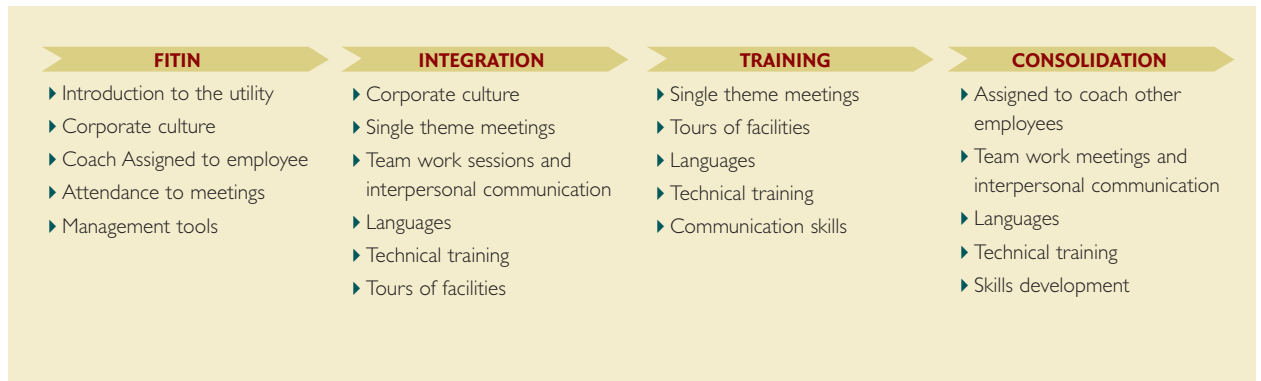 FITIN
Introduction to the utility
Corporate culture
Coach Assigned to employee
Attendance to meetings
Management tools
INTEGRATION
Corporate culture
Single theme meetings
Team work sessions and
interpersonal communication
Languages
Technical training
Tours of facilities
TRAINING
Single theme meetings
Tours of facilities
Languages
Technical training
Communication skills
CONSOLIDATION
Assigned to coach other
employees
Team work meetings and
interpersonal communication
Languages
Technical training
Skills development